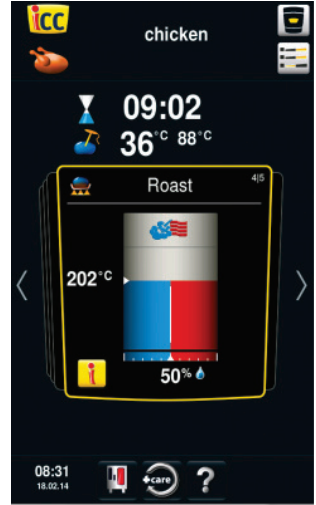 icc
chicken
09:02
36°C 88°C
Roast 4|5
202°C
i
50%
08:31
18.02.14
+care ?